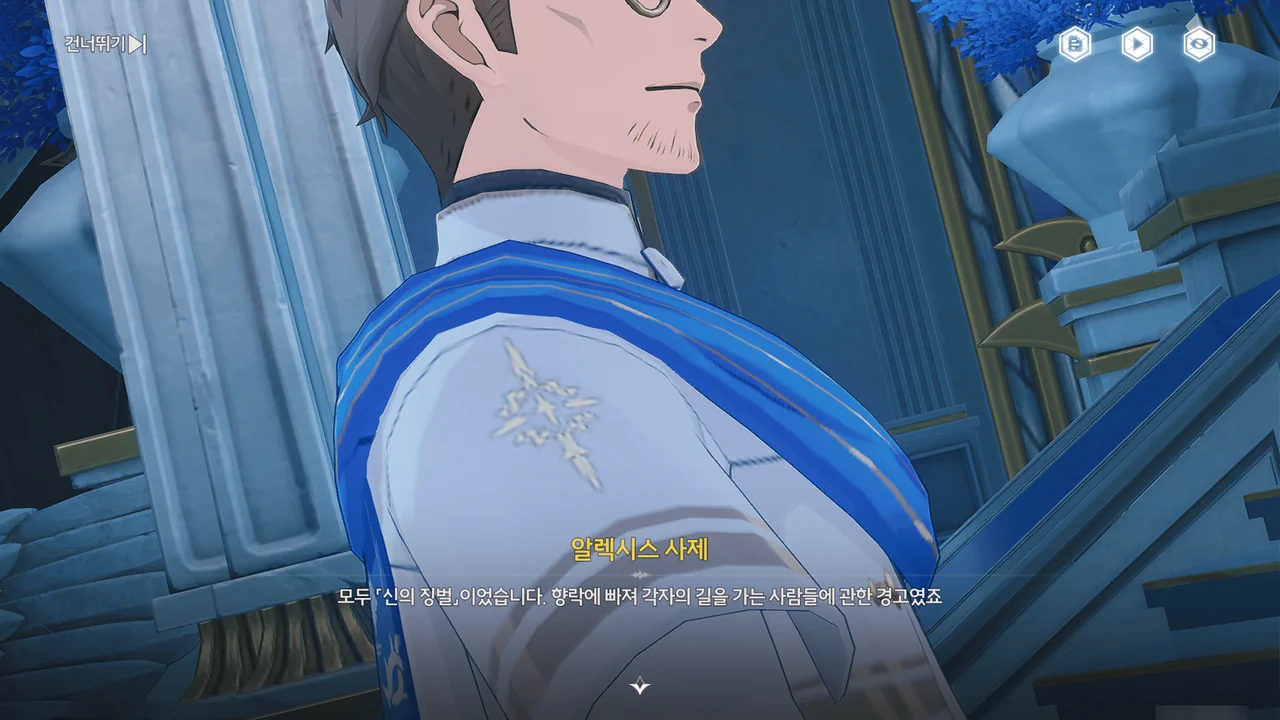 건너뛰기
알렉시스 사제
모두 「신의 징벌」이었습니다. 향락에 빠져 각자의 길을 가는 사람들에 관한 경고였죠